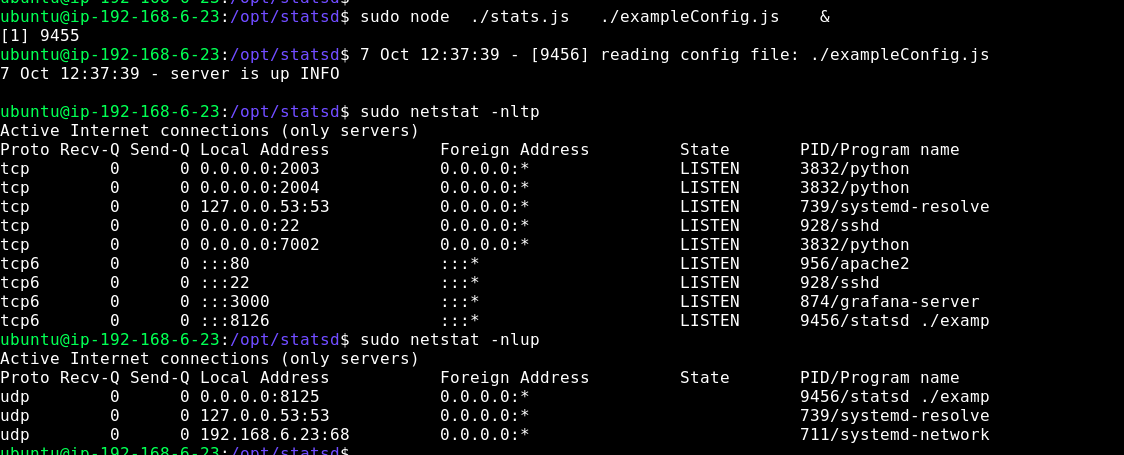 ubuntu@ip-192-168-6-23:/opt/statsd$ sudo node  ./stats.js   ./exampleConfig.js    &
[1] 9455
ubuntu@ip-192-168-6-23:/opt/statsd$ 7 Oct 12:37:39 - [9456] reading config file: ./exampleConfig.js
7 Oct 12:37:39 - server is up INFO
ubuntu@ip-192-168-6-23:/opt/statsd$ sudo netstat -nltp
Active Internet connections (only servers)
Proto Recv-Q Send-Q Local Address           Foreign Address         State       PID/Program name
tcp        0      0 0.0.0.0:2003            0.0.0.0:*               LISTEN      3832/python
tcp        0      0 0.0.0.0:2004            0.0.0.0:*               LISTEN      3832/python
tcp        0      0 127.0.0.53:53           0.0.0.0:*               LISTEN      739/systemd-resolve
tcp        0      0 0.0.0.0:22              0.0.0.0:*               LISTEN      928/sshd
tcp        0      0 0.0.0.0:7002            0.0.0.0:*               LISTEN      3832/python
tcp6       0      0 :::80                   :::*                    LISTEN      956/apache2
tcp6       0      0 :::22                   :::*                    LISTEN      928/sshd
tcp6       0      0 :::3000                 :::*                    LISTEN      874/grafana-server
tcp6       0      0 :::8126                 :::*                    LISTEN      9456/statsd ./examp
ubuntu@ip-192-168-6-23:/opt/statsd$ sudo netstat -nlup
Active Internet connections (only servers)
Proto Recv-Q Send-Q Local Address           Foreign Address         State       PID/Program name
udp        0      0 0.0.0.0:8125            0.0.0.0:*                           9456/statsd ./examp
udp        0      0 127.0.0.53:53           0.0.0.0:*                           739/systemd-resolve
udp        0      0 192.168.6.23:68         0.0.0.0:*                           711/systemd-network
ubuntu@ip-192-168-6-23:/opt/statsd$